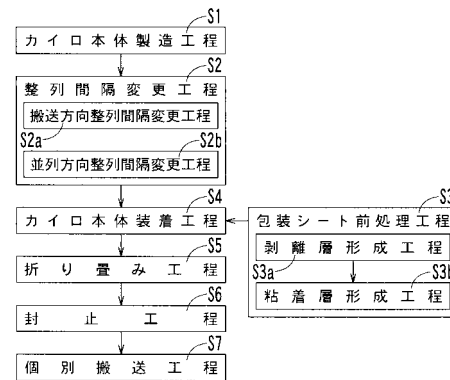 S1
カイロ本体製造工程
S2
整列間隔変更工程
搬送方向整列間隔変更工程
S2a
S2b
並列方向整列間隔変更工程
S4
カイロ本体装着工程
S3
包装シート前処理工程
剥離層形成工程
S3a
S3b
粘着層形成工程
S5
折り畳み工程
S6
封止工程
S7
個別搬送工程